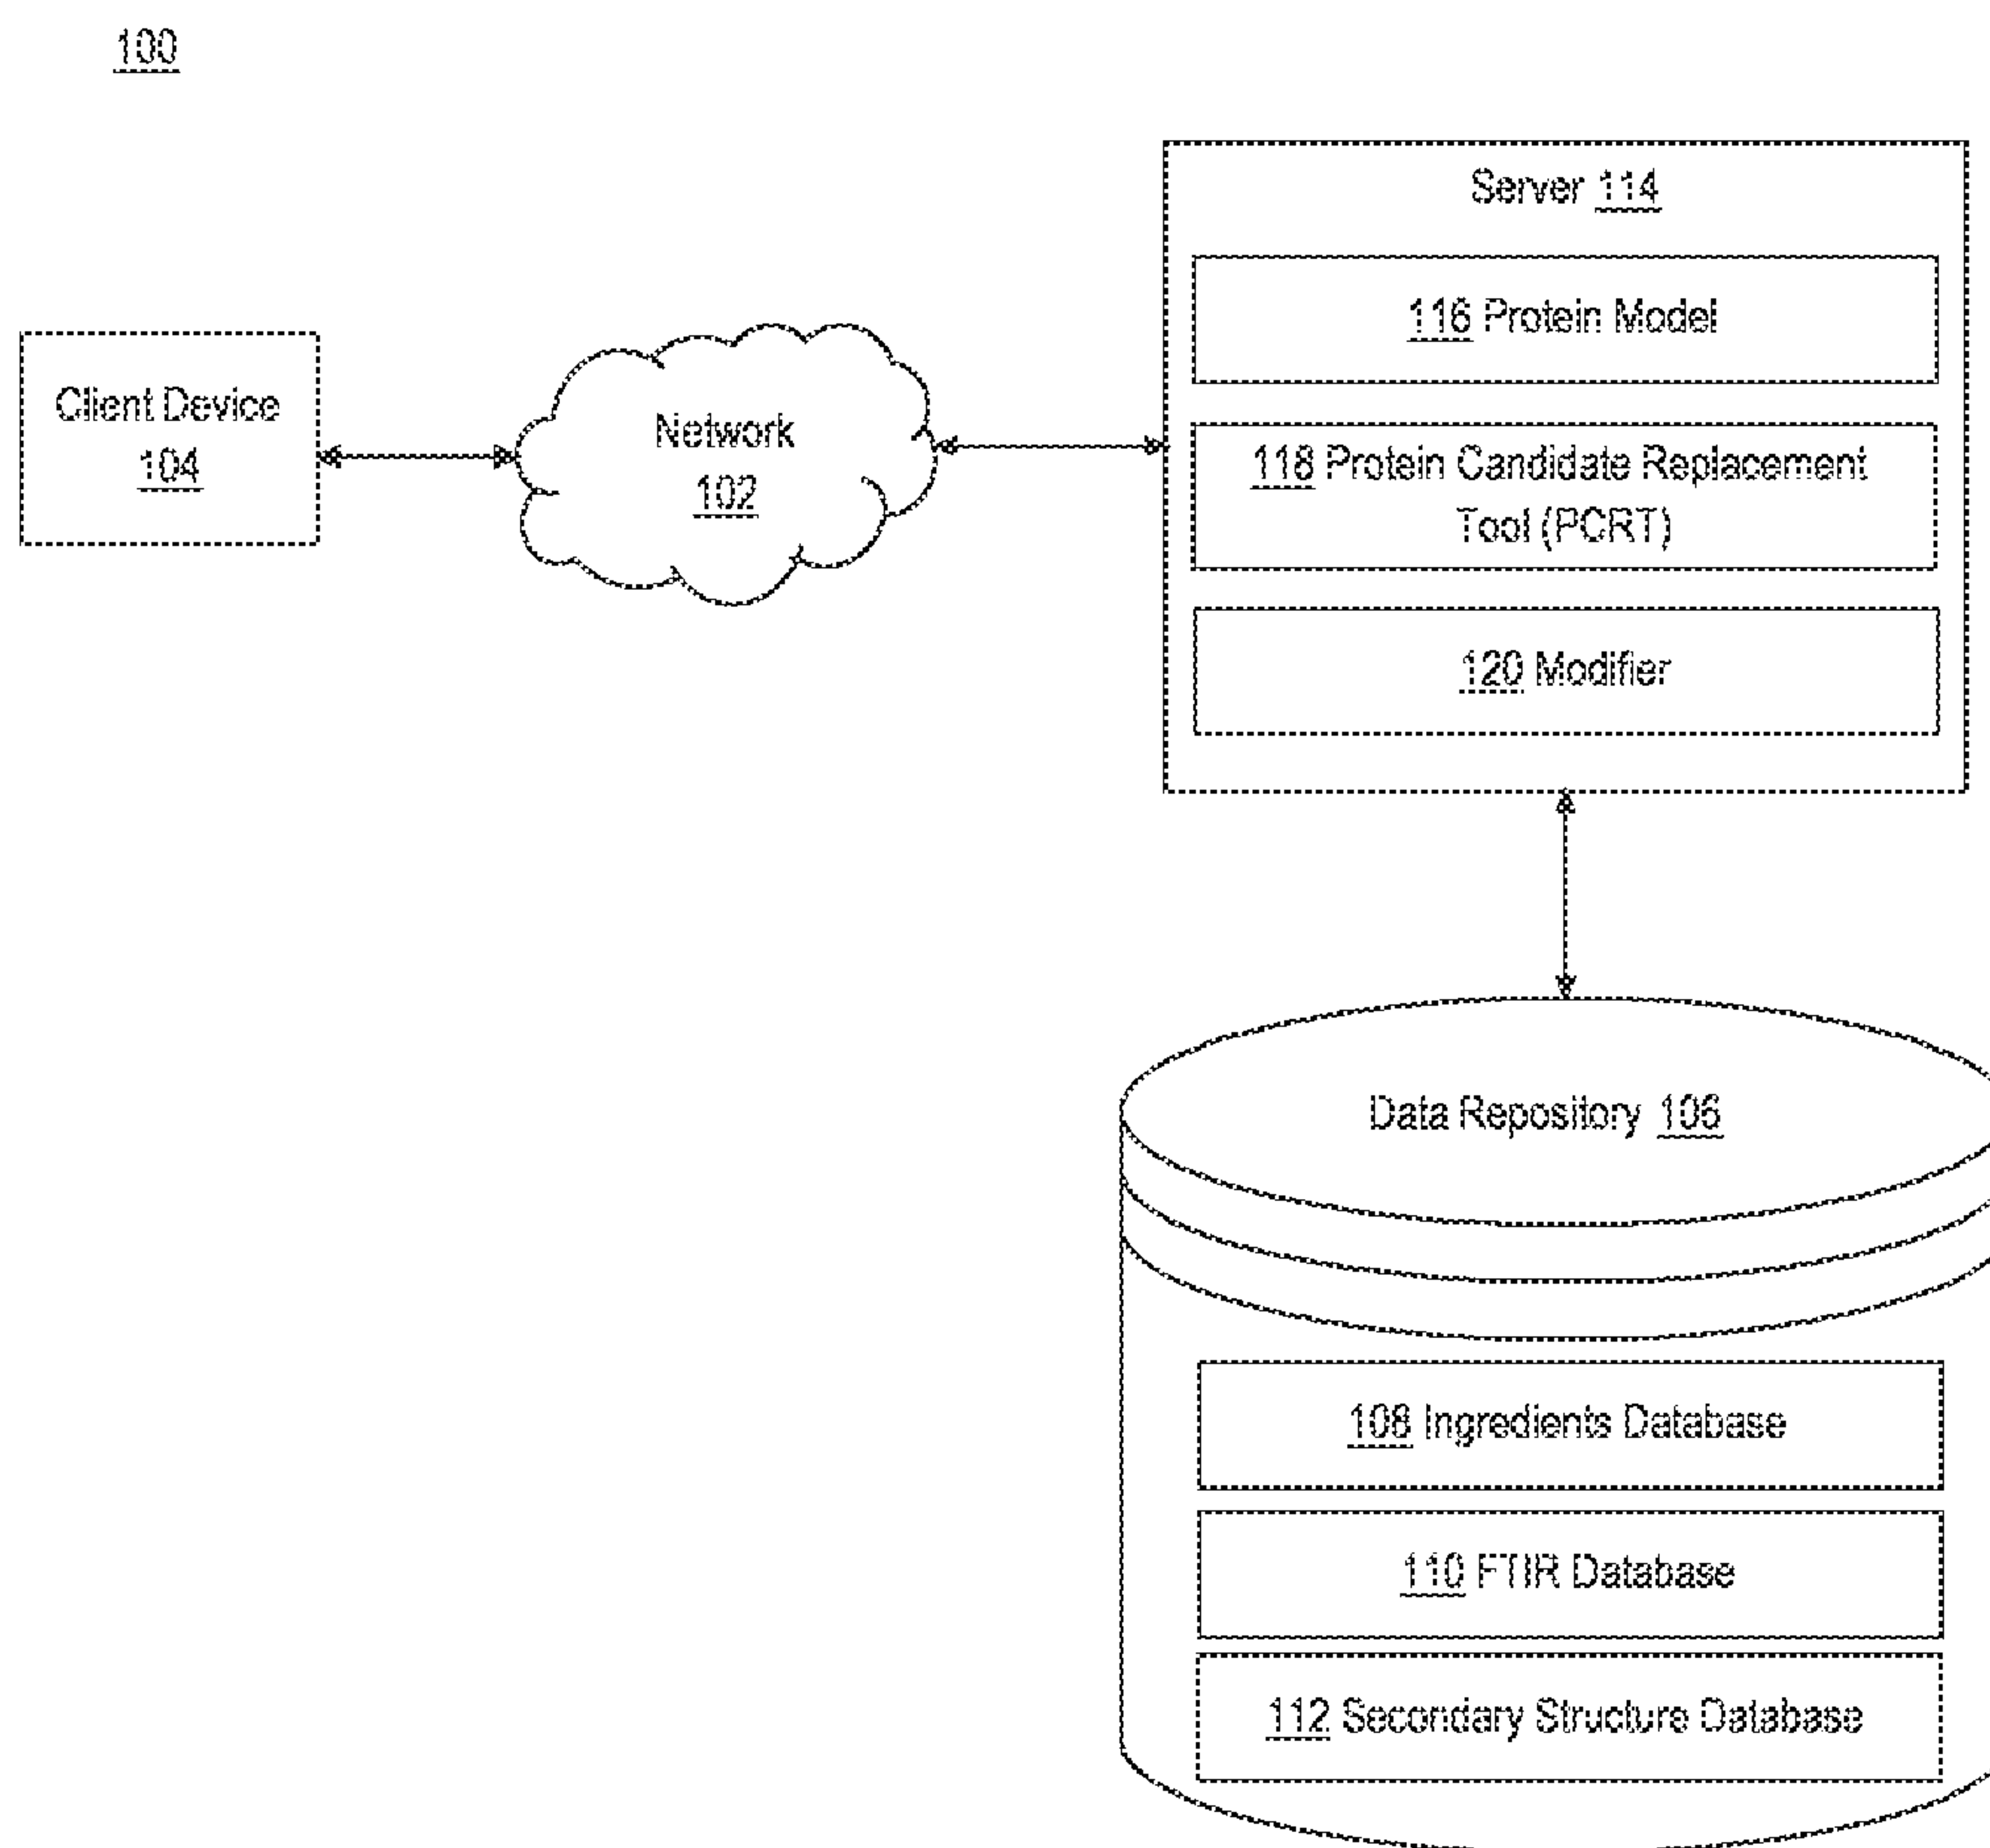 100
Server 114
116 Protein Model
Client Device
104
Network
102
118 Protein Candidate Replacement
Tool (PCRT)
120 Modifier
Data Repository 106
108 Ingredients Database
110 FTIR Database
112 Secondary Structure Database